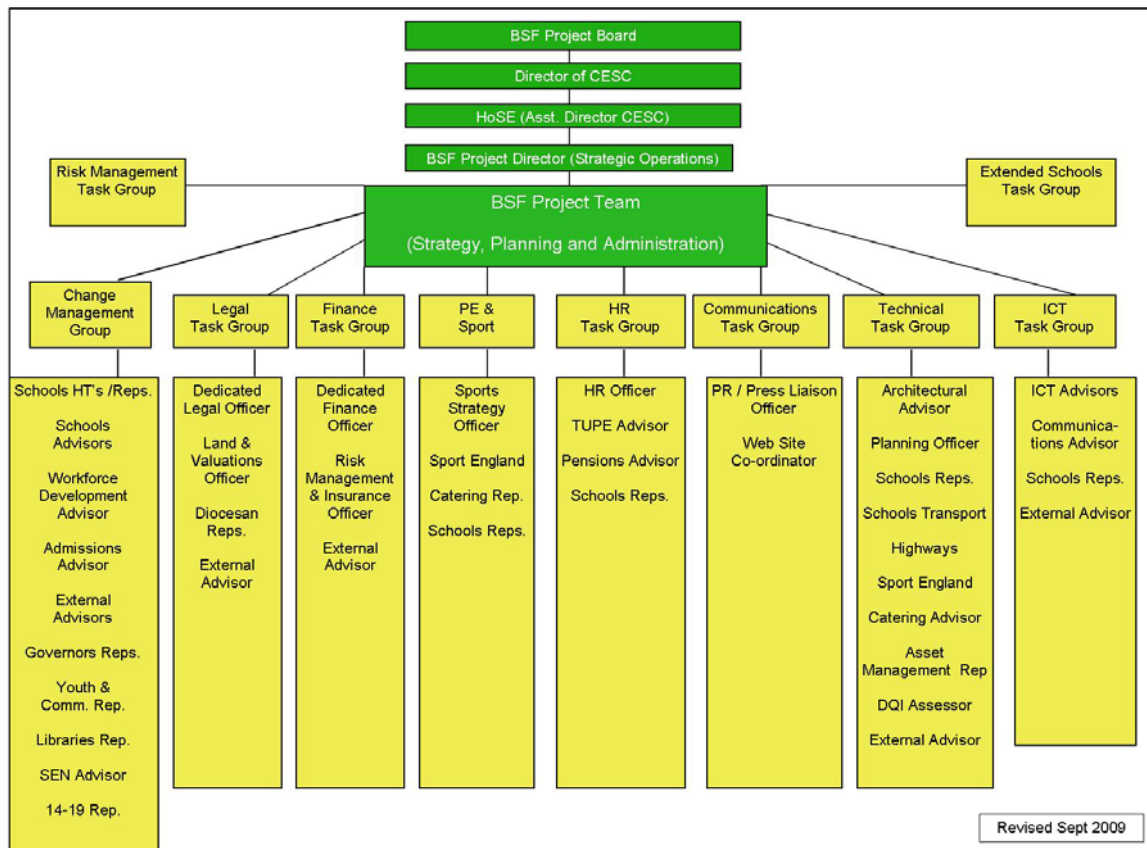 BSF Project Board
Director of CESC
HoSE (Asst. Director CESC)
BSF Project Director (Strategic Operations)
Risk Management
Task Group
Extended Schools
Task Group
BSF Project Team
(Strategy, Planning and Administration)
Change
Management
Group
Legal
Task Group
Finance
Task Group
PE &
Sport
HR
Task Group
Communications
Task Group
Technical
Task Group
ICT
Task Group
Schools HT's /Reps.
Schools
Advisors
Workforce
Development
Advisor
Admissions
Advisor
External
Advisors
Governors Reps.
Youth &
Comm. Rep.
Libraries Rep.
SEN Advisor
14-19 Rep.
Dedicated
Legal Officer
Land &
Valuations
Officer
Diocesan
Reps.
External
Advisor
Dedicated
Finance
Officer
Risk
Management
& Insurance
Officer
External
Advisor
Sports
Strategy
Officer
Sport England
Catering Rep.
Schools Reps.
HR Officer
TUPE Advisor
Pensions Advisor
Schools Reps.
PR / Press Liaison
Officer
Web Site
Co-ordinator
Architectural
Advisor
Planning Officer
Schools Reps.
Schools Transport
Highways
Sport England
Catering Advisor
Asset
Management Rep
DQI Assessor
External Advisor
ICT Advisors
Communica-
tions Advisor
Schools Reps.
External Advisor
Revised Sept 2009